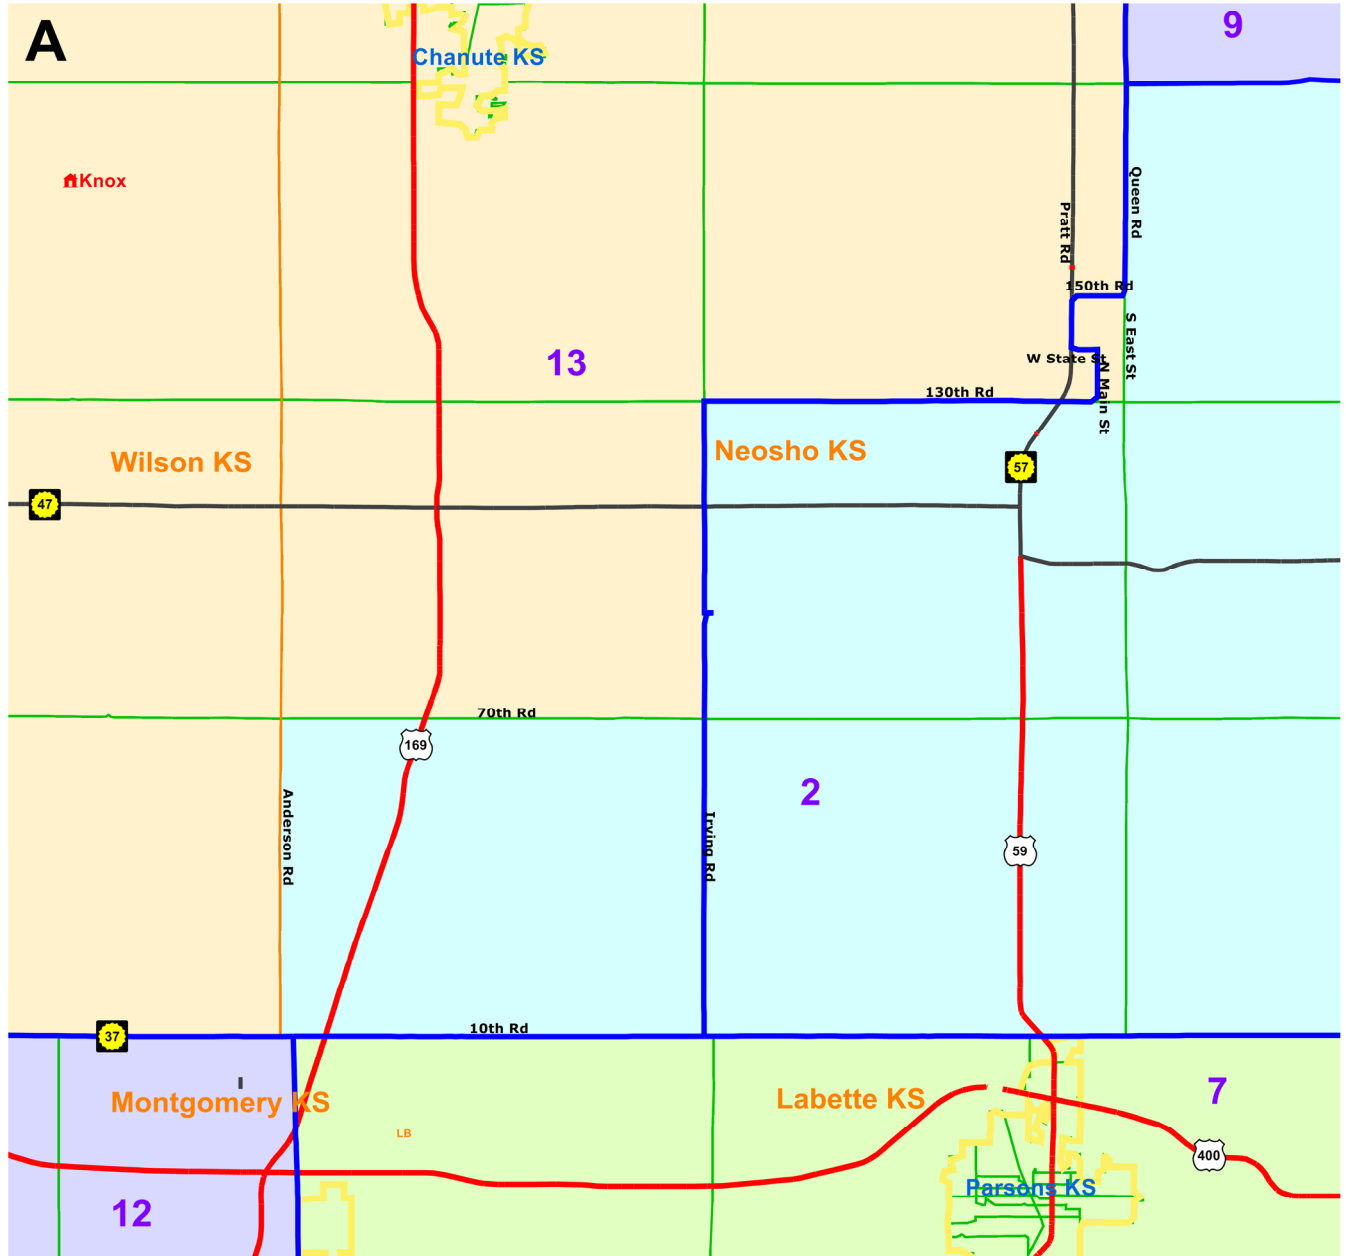 A
9
Chanute KS
Knox
Queen Rd
Pratt Rd
150th Rd
S East St
W State St
N Main St
13
130th Rd
Neosho KS
Wilson KS
57
47
70th Rd
169
2
Anderson Rd
Irving Rd
59
10th Rd
37
7
Montgomery KS
Labette KS
LB
400
Parsons KS
12